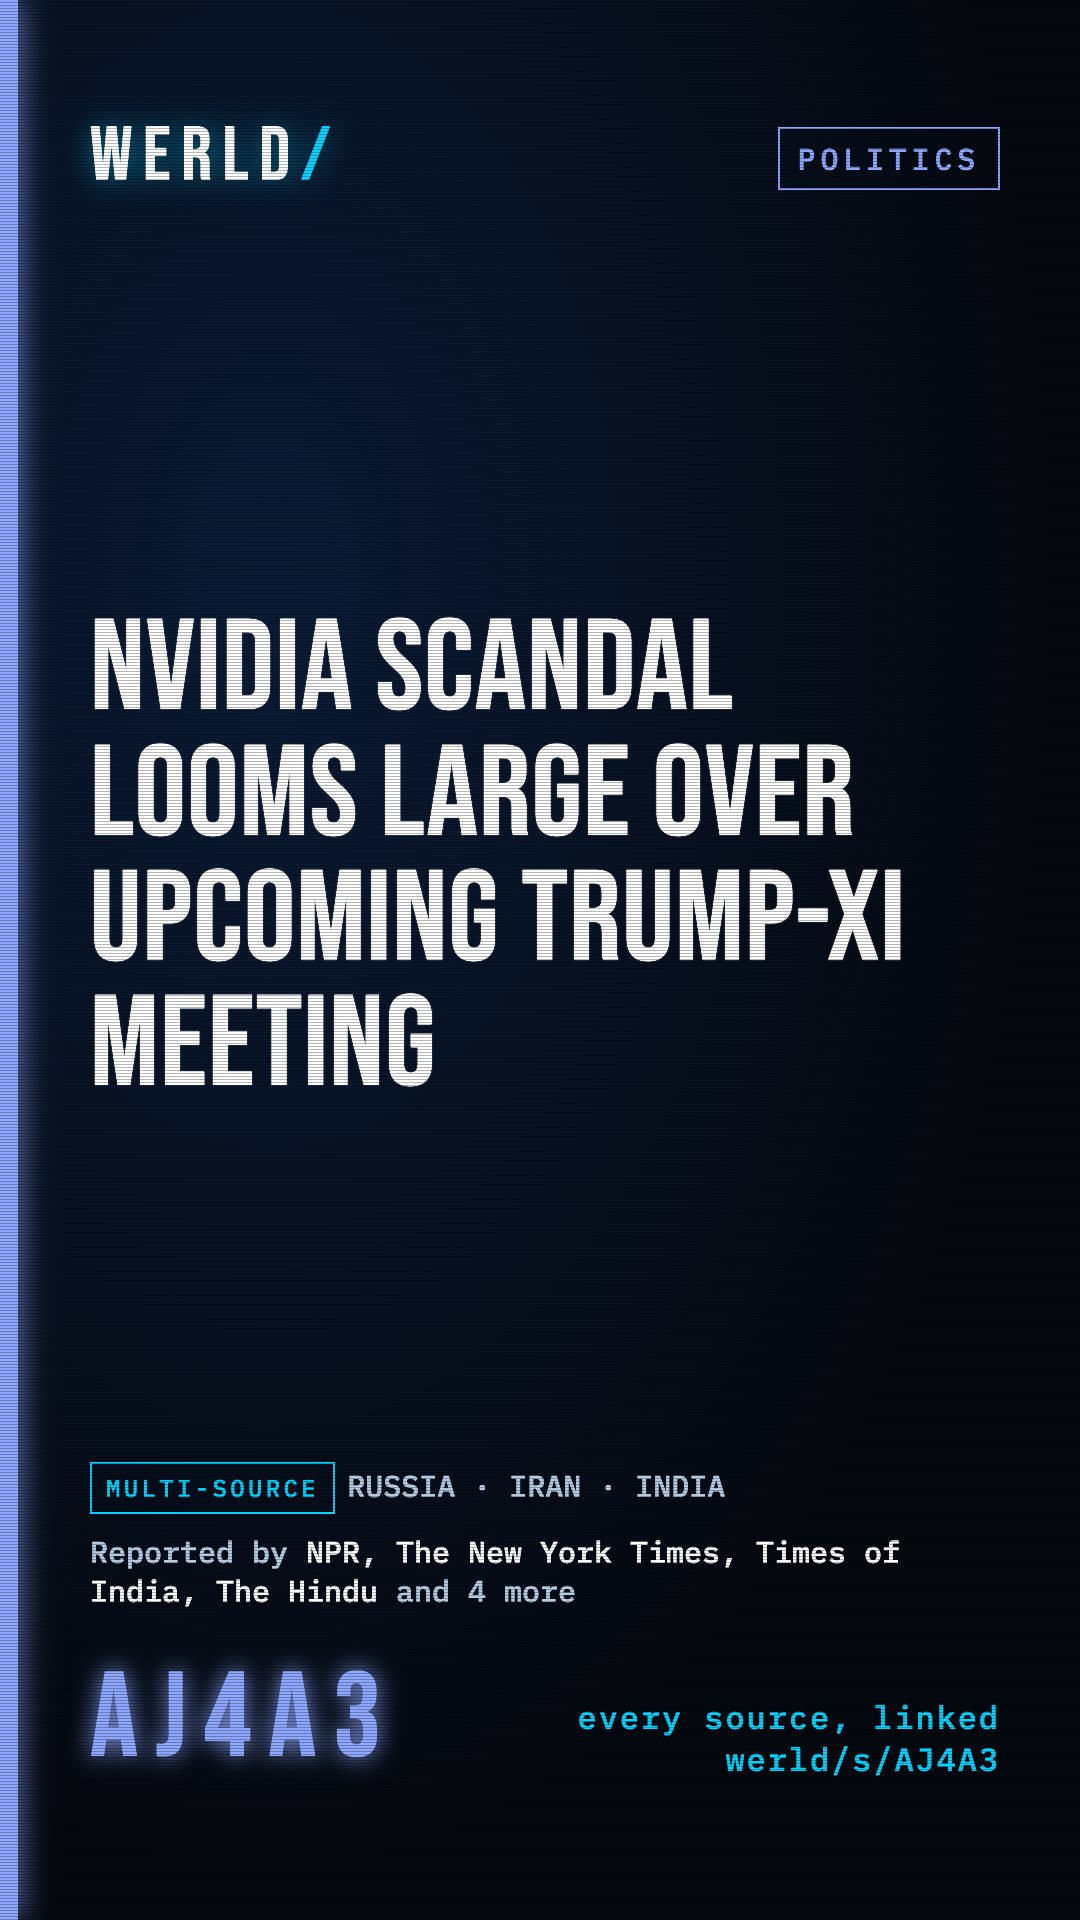 WERLD/
POLITICS
NVIDIA SCANDAL
LOOMS LARGE OVER
UPCOMING TRUMP-XI
MEETING
MULTI-SOURCE RUSSIA · IRAN · INDIA
Reported by NPR, The New York Times, Times of
India, The Hindu and 4 more
AJ4A3
every source, linked
werld/s/AJ4A3